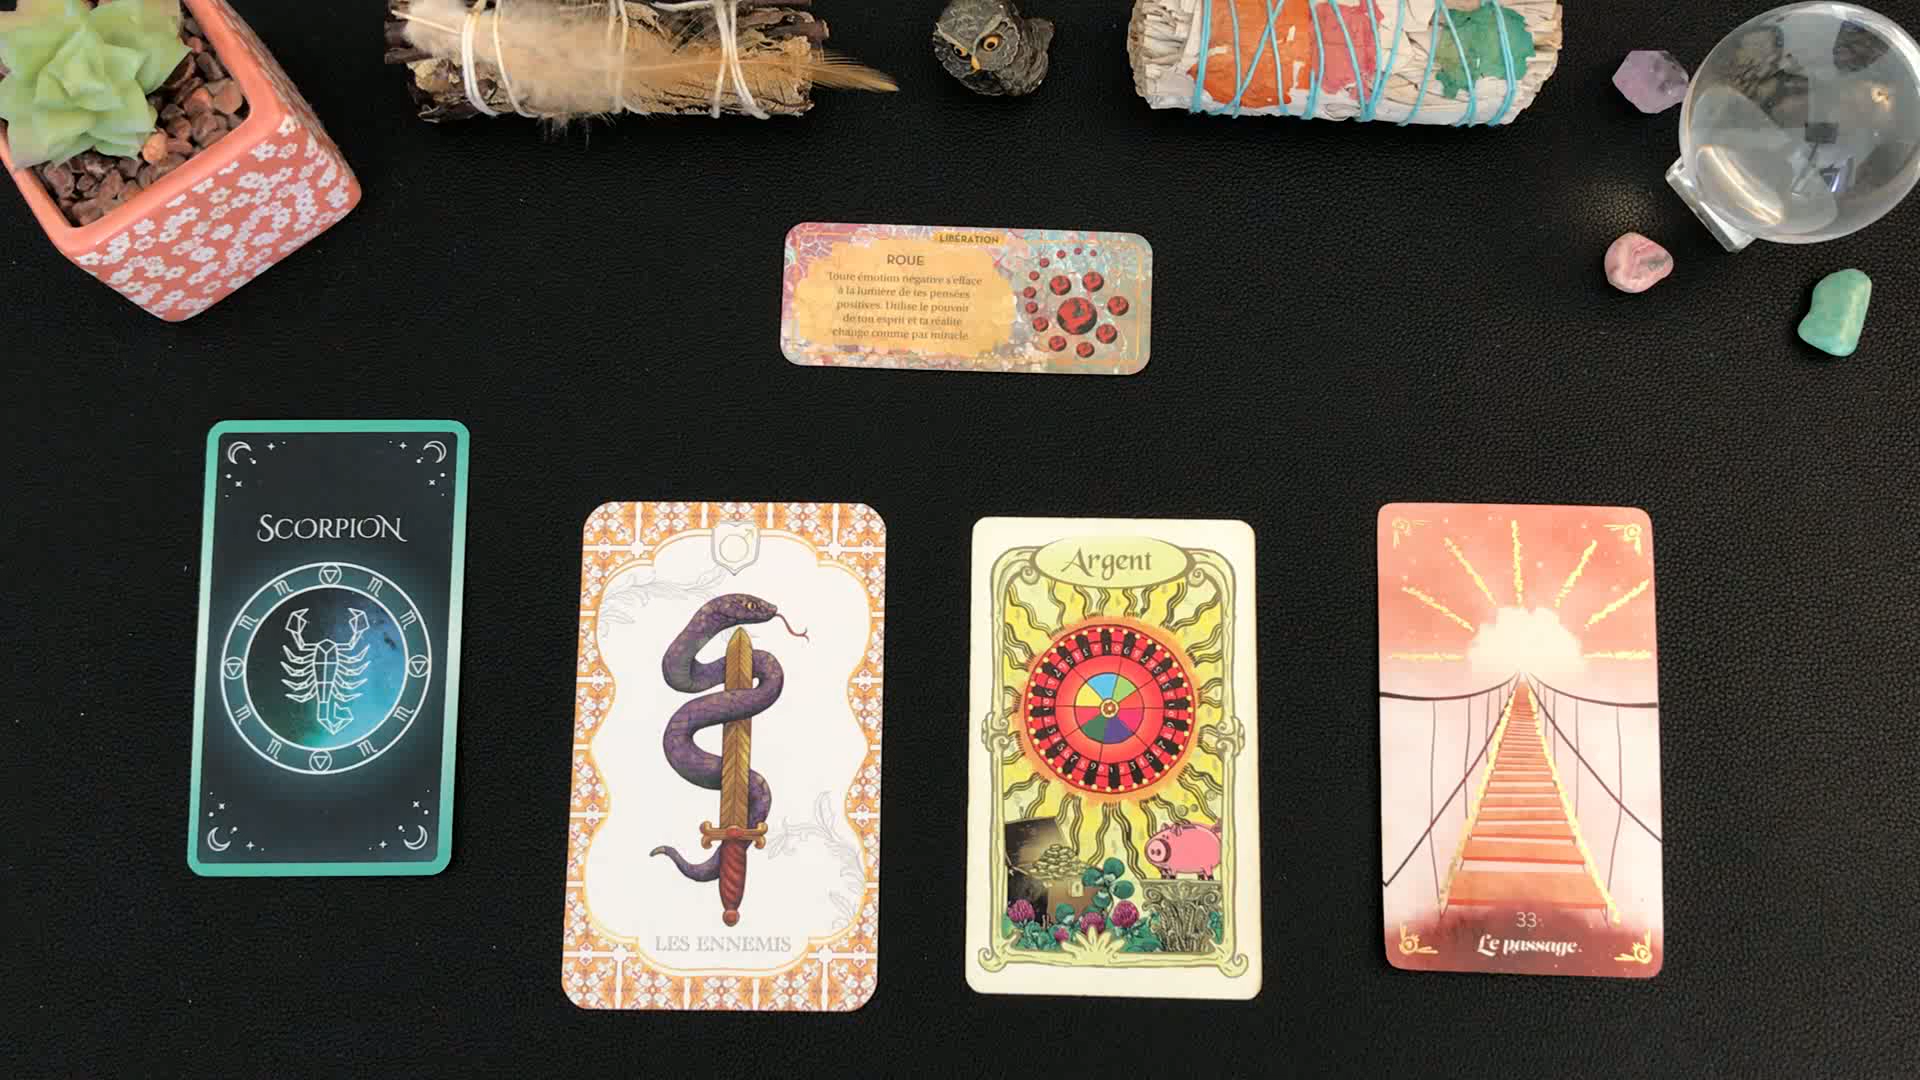 LIBÉRATION
ROUE
Toute émotion négative s'efface
à la lumière de tes pensées
positives. Utilise le pouvoir
de ton esprit et ta réalité
change comme par miracle.
SCORPION
LES ENNEMIS
Argent
33.
Le passage.